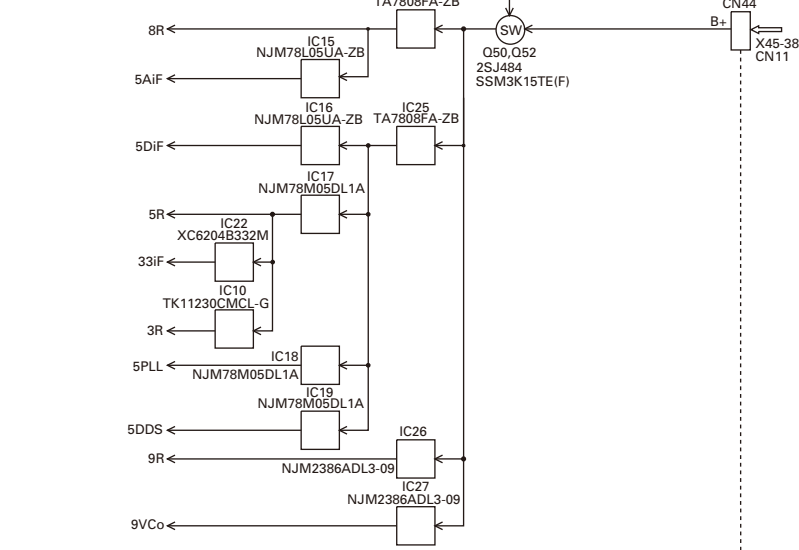 CN44
TA7808FA-ZB
8R
SW
B+
IC15
NJM78L05UA-ZB
Q50,Q52
2SJ484
SSM3K15TE(F)
X45-38
CN11
5AiF
IC16
NJM78L05UA-ZB
IC25
TA7808FA-ZB
5DiF
IC17
NJM78M05DL1A
5R
IC22
XC6204B332M
33iF
IC10
TK11230CMCL-G
3R
IC18
5PLL
NJM78M05DL1A
IC19
NJM78M05DL1A
5DDS
IC26
9R
NJM2386ADL3-09
IC27
NJM2386ADL3-09
9VCo